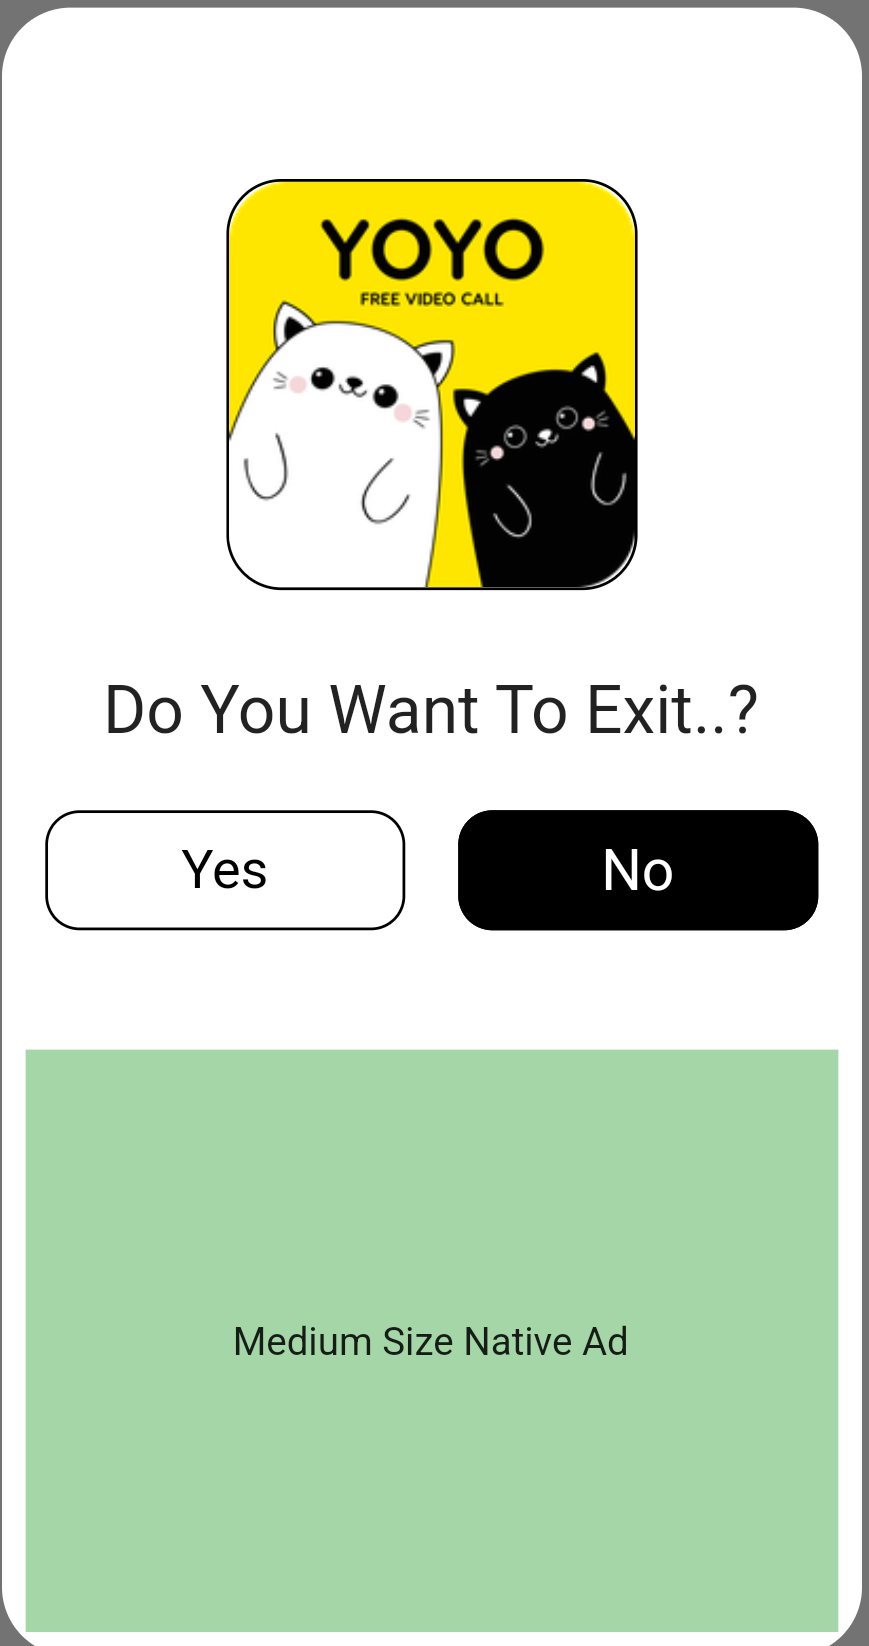 YOYO
FREE VIDEO CALL
Do You Want To Exit..?
Yes
No
Medium Size Native Ad